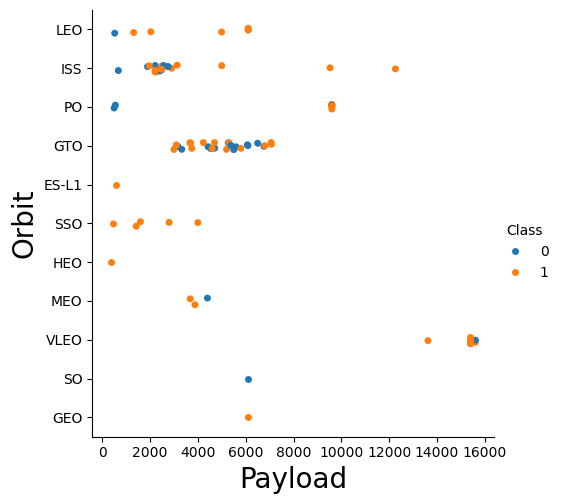 LEO
ISS
PO
GTO
ES-L1
SSO
HEO
MEO
VLEO
SO
GEO
Orbit
0 2000 4000 6000 8000 10000 12000 14000 16000
Payload
Class
0
1